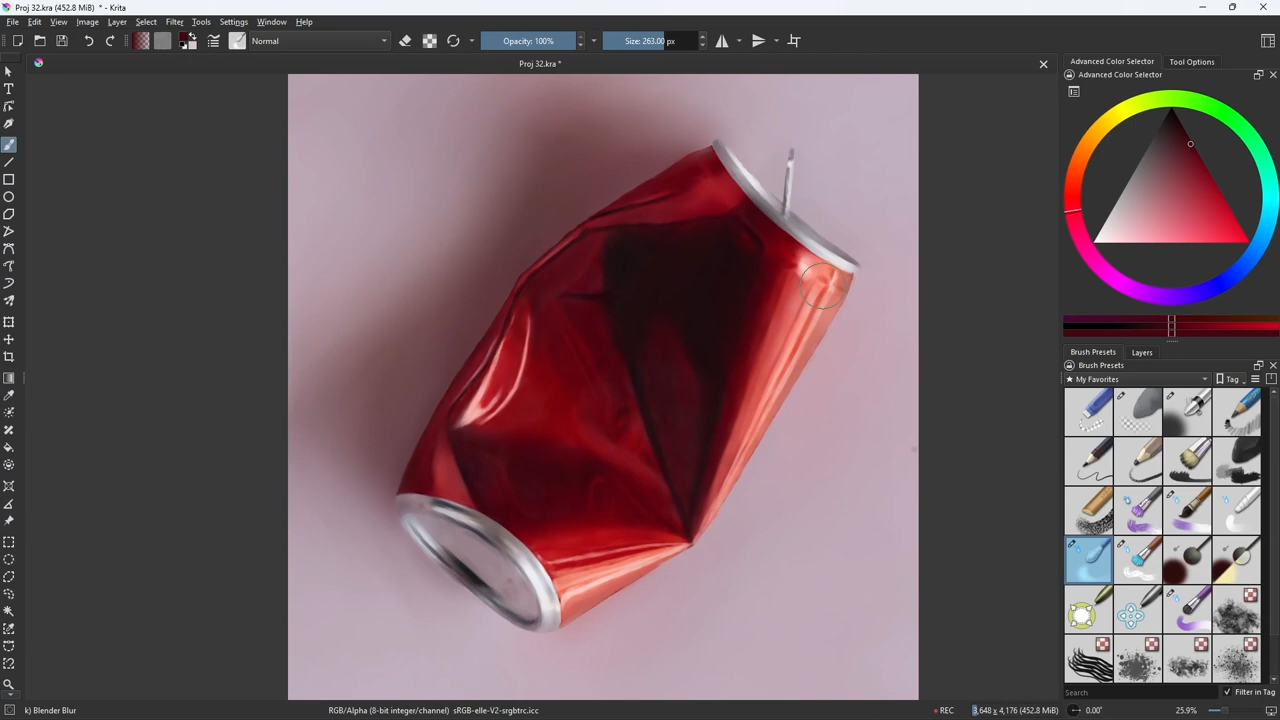 Proj 32.kra (452.8 MiB) * - Krita
File Edit View Image Layer Select Filter Tools Settings Window Help
Normal
Opacity: 100%
Size: 263.00 px
Proj 32.kra *
Advanced Color Selector Tool Options
Advanced Color Selector
Brush Presets Layers
Brush Presets
My Favorites
Tag
Search
Filter in Tag
k) Blender Blur
RGB/Alpha (8-bit integer/channel) sRGB-elle-V2-srgbtrc.icc
REC
3,648 x 4,176 (452.8 MiB)
0.00°
25.9%